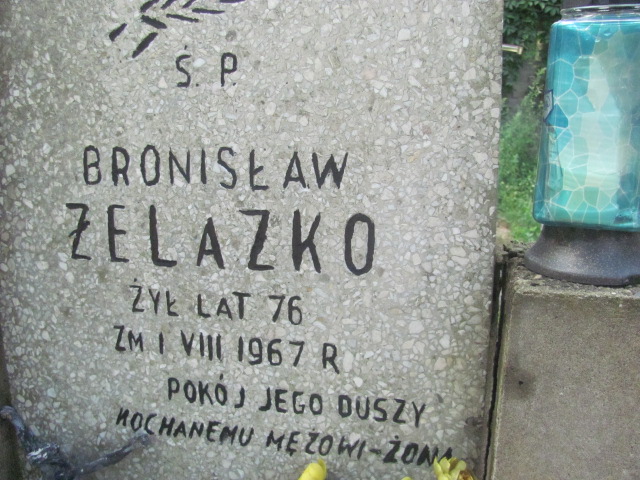 Ś. P.
BRONISŁAW
ŻELAZKO
ŻYŁ LAT 76
ZM I VIII 1967 R
POKÓJ JEGO DUSZY
KOCHANEMU MĘŻOWI-ŻONA